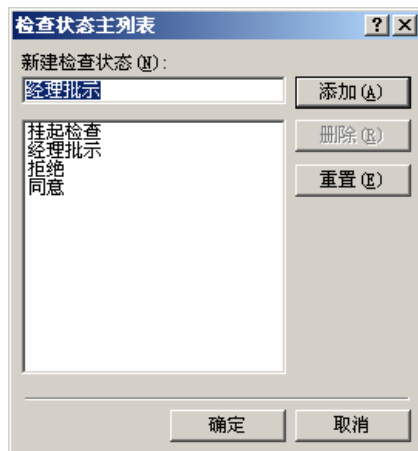 检查状态主列表
新建检查状态(N):
经理批示
添加(A)
挂起检查
经理批示
拒绝
同意
删除(R)
重置(E)
确定
取消